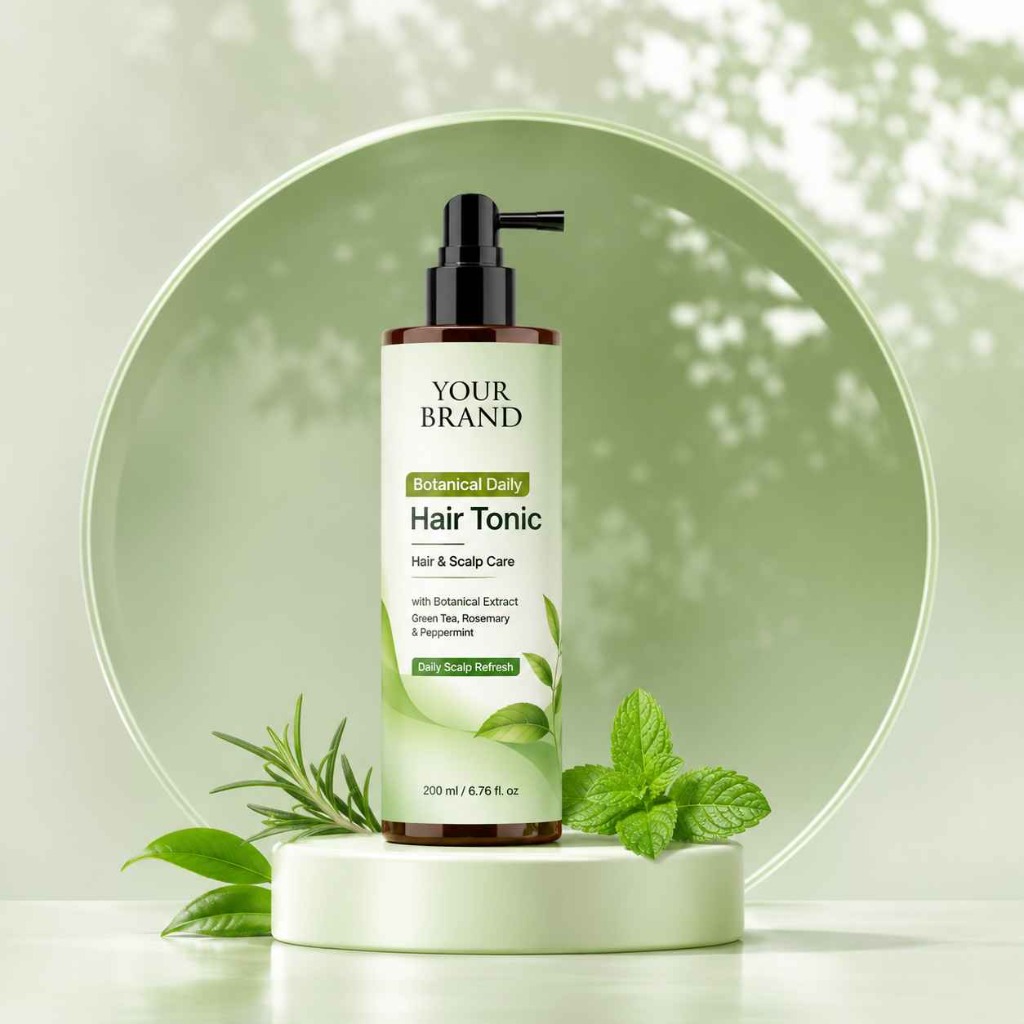 YOUR
BRAND
Botanical Daily
Hair Tonic
Hair & Scalp Care
with Botanical Extract
Green Tea, Rosemary
& Peppermint
Daily Scalp Refresh
200 ml / 6.76 fl. oz